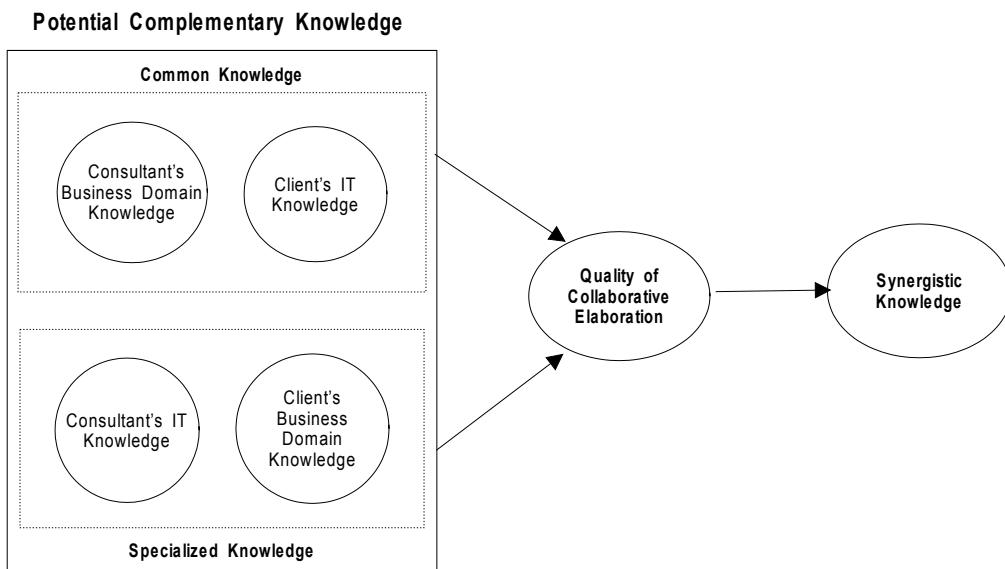 Potential Complementary Knowledge
Common Knowledge
Consultant's
Business Domain
Knowledge
Client's IT
Knowledge
Quality of
Collaborative
Elaboration
Synergistic
Knowledge
Consultant's IT
Knowledge
Client's
Business
Domain
Knowledge
Specialized Knowledge